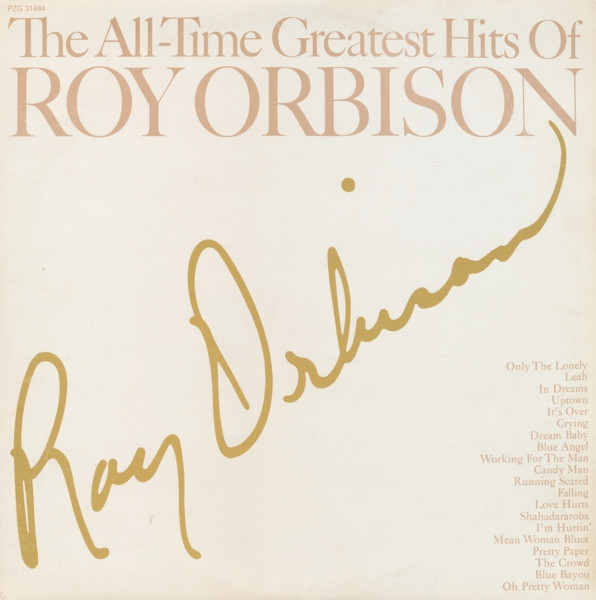 P2G 31484
The All-Time Greatest Hits Of
ROY ORBISON
Roy Orbison
Only The Lonely
Leah
In Dreams
Uptown
It's Over
Crying
Dream Baby
Blue Angel
Working For The Man
Candy Man
Running Scared
Falling
Love Hurts
Shahadararoba
I'm Hurtin'
Mean Woman Blues
Pretty Paper
The Crowd
Blue Bayou
Oh Pretty Woman